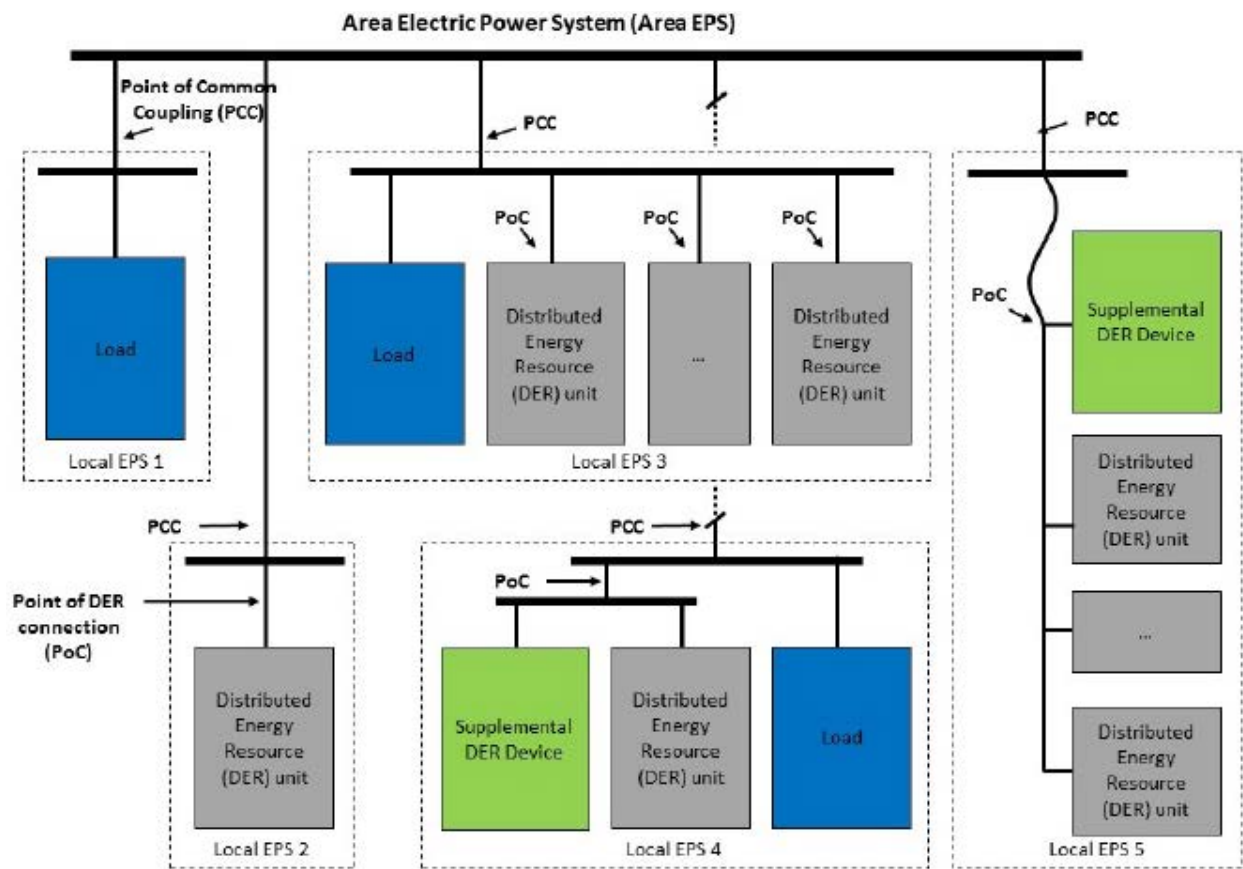 Area Electric Power System (Area EPS)
Point of Common
Coupling (PCC)
PCC
PCC
PoC
PoC
PoC
Load
Local EPS 1
Load
Distributed
Energy
Resource
(DER) unit
...
Distributed
Energy
Resource
(DER) unit
Local EPS 3
PoC
Supplemental
DER Device
Distributed
Energy
Resource
(DER) unit
...
Distributed
Energy
Resource
(DER) unit
Local EPS 5
PCC
Point of DER
connection
(PoC)
Distributed
Energy
Resource
(DER) unit
Local EPS 2
PCC
PoC
Supplemental
DER Device
Distributed
Energy
Resource
(DER) unit
Load
Local EPS 4